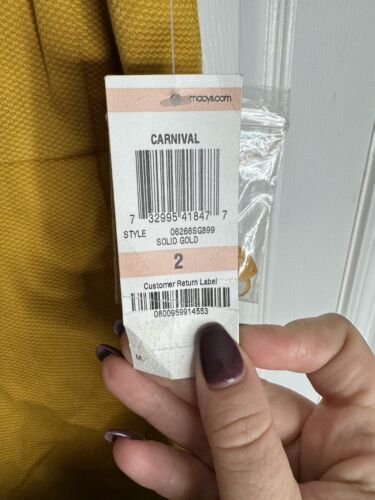 macys.com
CARNIVAL
7 32995 41847 7
STYLE 06266SG899
SOLID GOLD
2
Customer Return Label
0800959914553
M